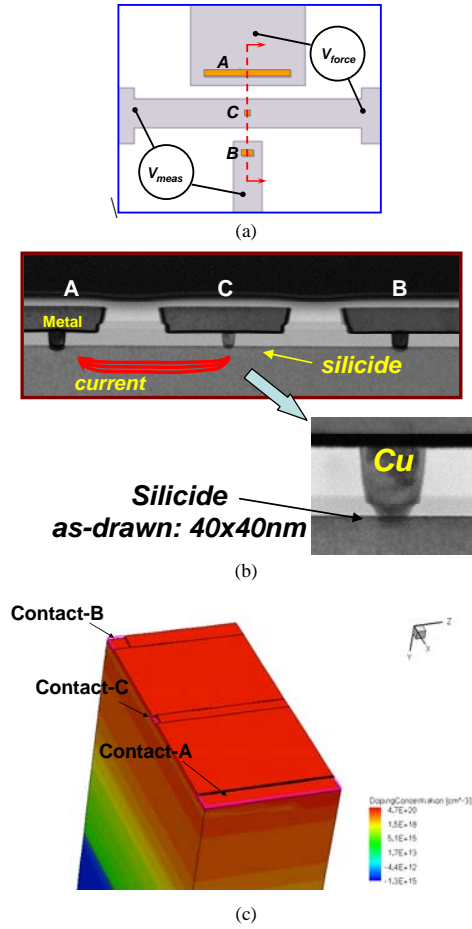 A
V_force
C
B
V_meas
(a)
A C B
Metal
current
silicide
Cu
Silicide
as-drawn: 40x40nm
(b)
Contact-B
Contact-C
Contact-A
Z
X
Y
DopingConcentration [cm^-3]
4.7E+20
1.5E+18
5.1E+15
1.7E+13
-4.4E+12
-1.3E+15
(c)